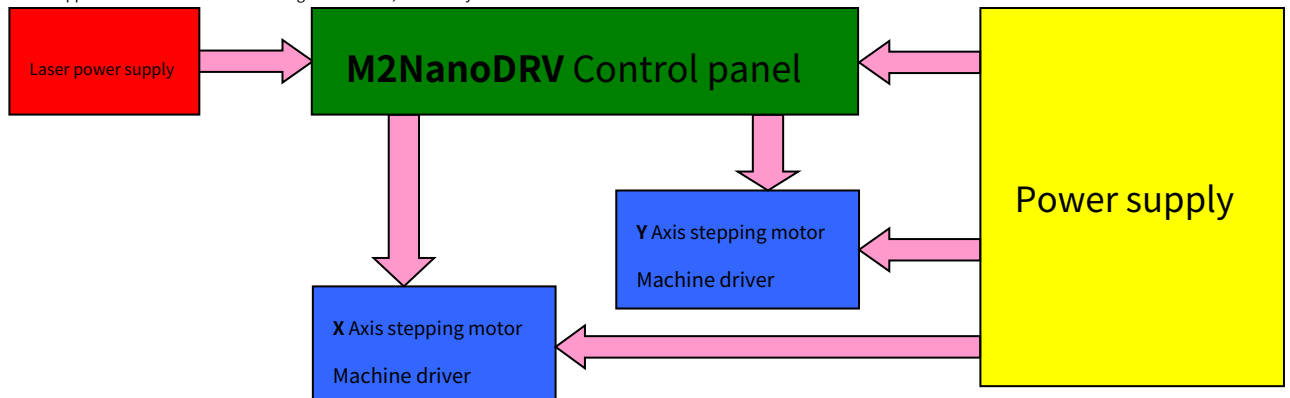 Laser power supply
M2NanoDRV Control panel
Power supply
Y Axis stepping motor
Machine driver
X Axis stepping motor
Machine driver